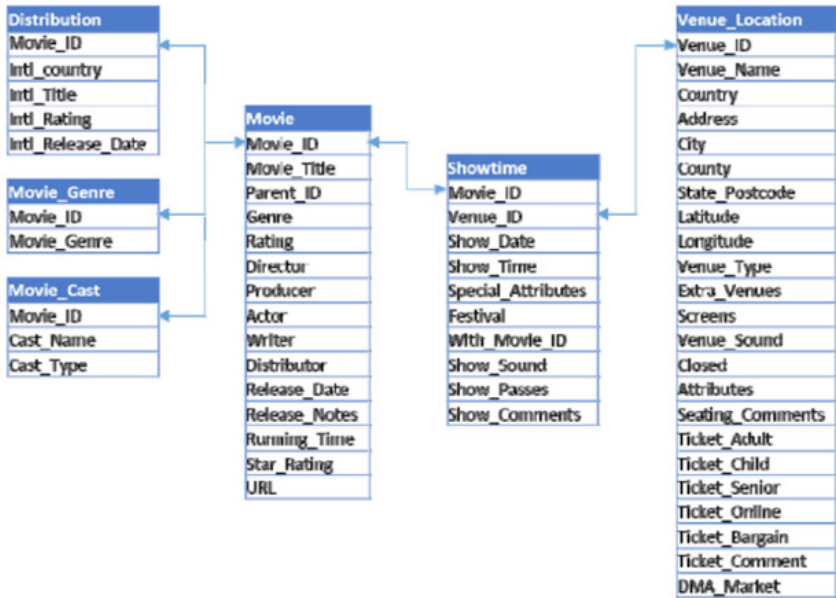 Distribution
Movie_ID
Intl_country
Intl_Title
Intl_Rating
Intl_Release_Date
Movie_Genre
Movie_ID
Movie_Genre
Movie_Cast
Movie_ID
Cast_Name
Cast_Type
Movie
Movie_ID
Movie_Title
Parent_ID
Genre
Rating
Director
Producer
Actor
Writer
Distributor
Release_Date
Release_Notes
Running_Time
Star_Rating
URL
Showtime
Movie_ID
Venue_ID
Show_Date
Show_Time
Special_Attributes
Festival
With_Movie_ID
Show_Sound
Show_Passes
Show_Comments
Venue_Location
Venue_ID
Venue_Name
Country
Address
City
County
State_Postcode
Latitude
Longitude
Venue_Type
Extra_Venues
Screens
Venue_Sound
Closed
Attributes
Seating_Comments
Ticket_Adult
Ticket_Child
Ticket_Senior
Ticket_Online
Ticket_Bargain
Ticket_Comment
DMA_Market